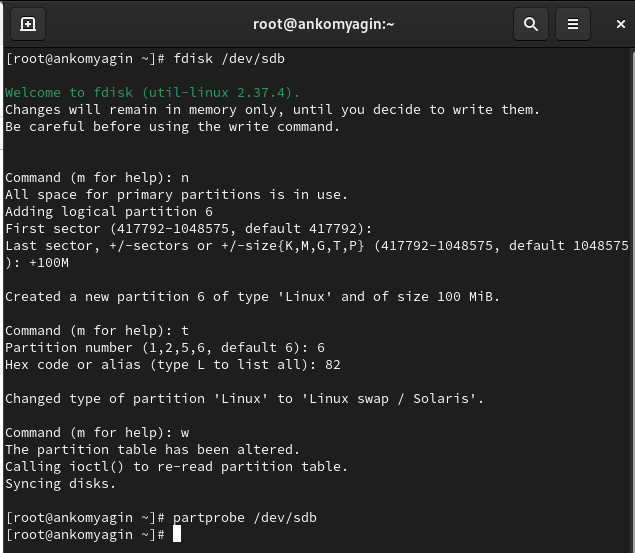 root@ankomyagin:~
[root@ankomyagin ~]# fdisk /dev/sdb
Welcome to fdisk (util-linux 2.37.4).
Changes will remain in memory only, until you decide to write them.
Be careful before using the write command.
Command (m for help): n
All space for primary partitions is in use.
Adding logical partition 6
First sector (417792-1048575, default 417792):
Last sector, +/-sectors or +/-size{K,M,G,T,P} (417792-1048575, default 1048575
): +100M
Created a new partition 6 of type 'Linux' and of size 100 MiB.
Command (m for help): t
Partition number (1,2,5,6, default 6): 6
Hex code or alias (type L to list all): 82
Changed type of partition 'Linux' to 'Linux swap / Solaris'.
Command (m for help): w
The partition table has been altered.
Calling ioctl() to re-read partition table.
Syncing disks.
[root@ankomyagin ~]# partprobe /dev/sdb
[root@ankomyagin ~]#